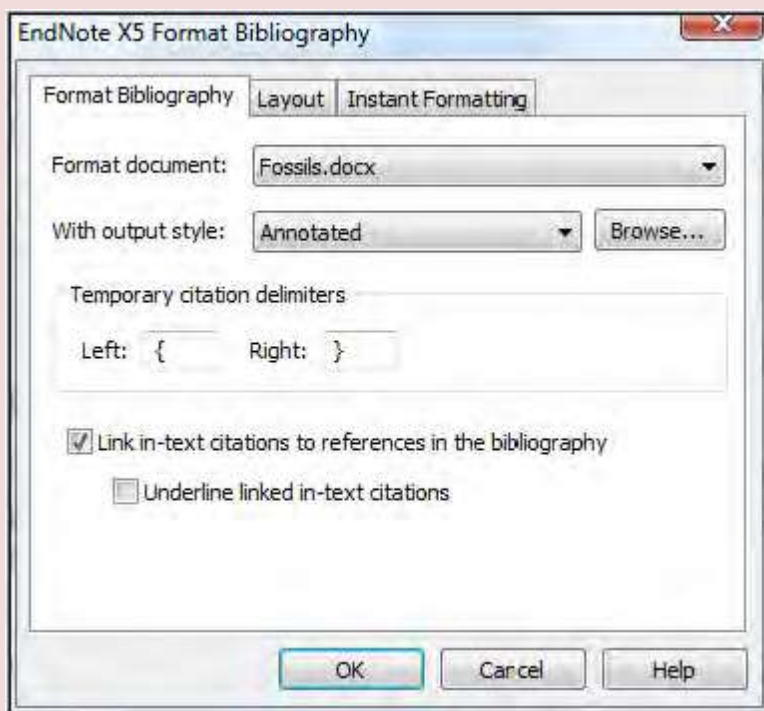 EndNote X5 Format Bibliography
Format Bibliography Layout Instant Formatting
Format document: Fossils.docx
With output style: Annotated Browse...
Temporary citation delimiters
Left: { Right: }
Link in-text citations to references in the bibliography
Underline linked in-text citations
OK Cancel Help